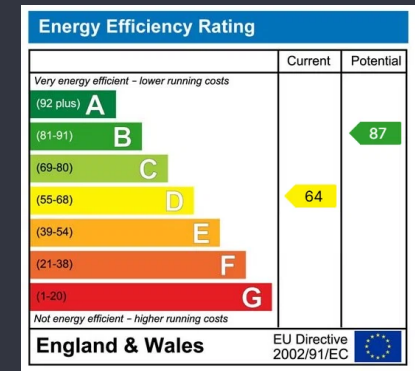 Energy Efficiency Rating
Current Potential
Very energy efficient – lower running costs
(92 plus) A
(81-91) B 87
(69-80) C
(55-68) D 64
(39-54) E
(21-38) F
(1-20) G
Not energy efficient – higher running costs
England & Wales
EU Directive
2002/91/EC